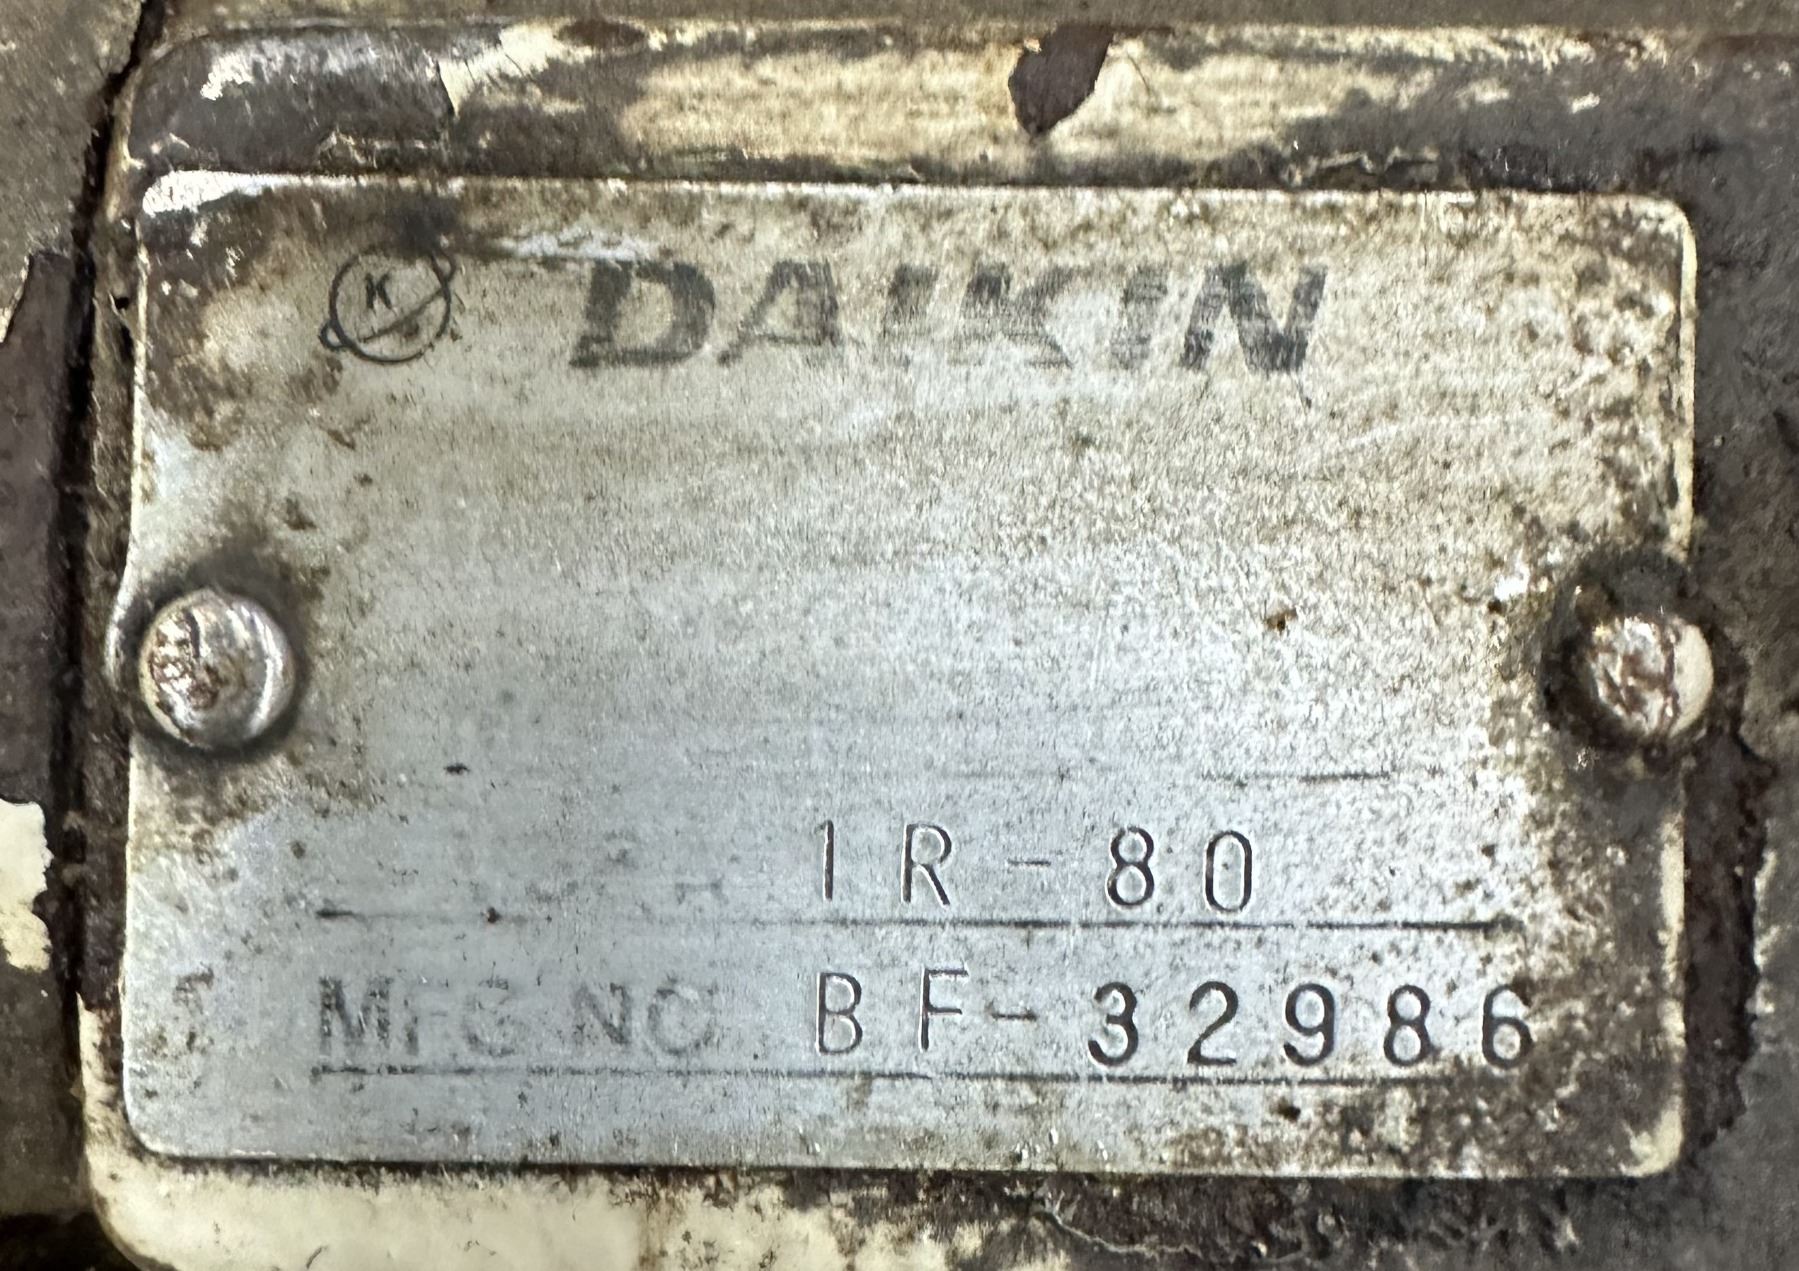 K DAIKIN
1R-80
MFG NO BF-32986